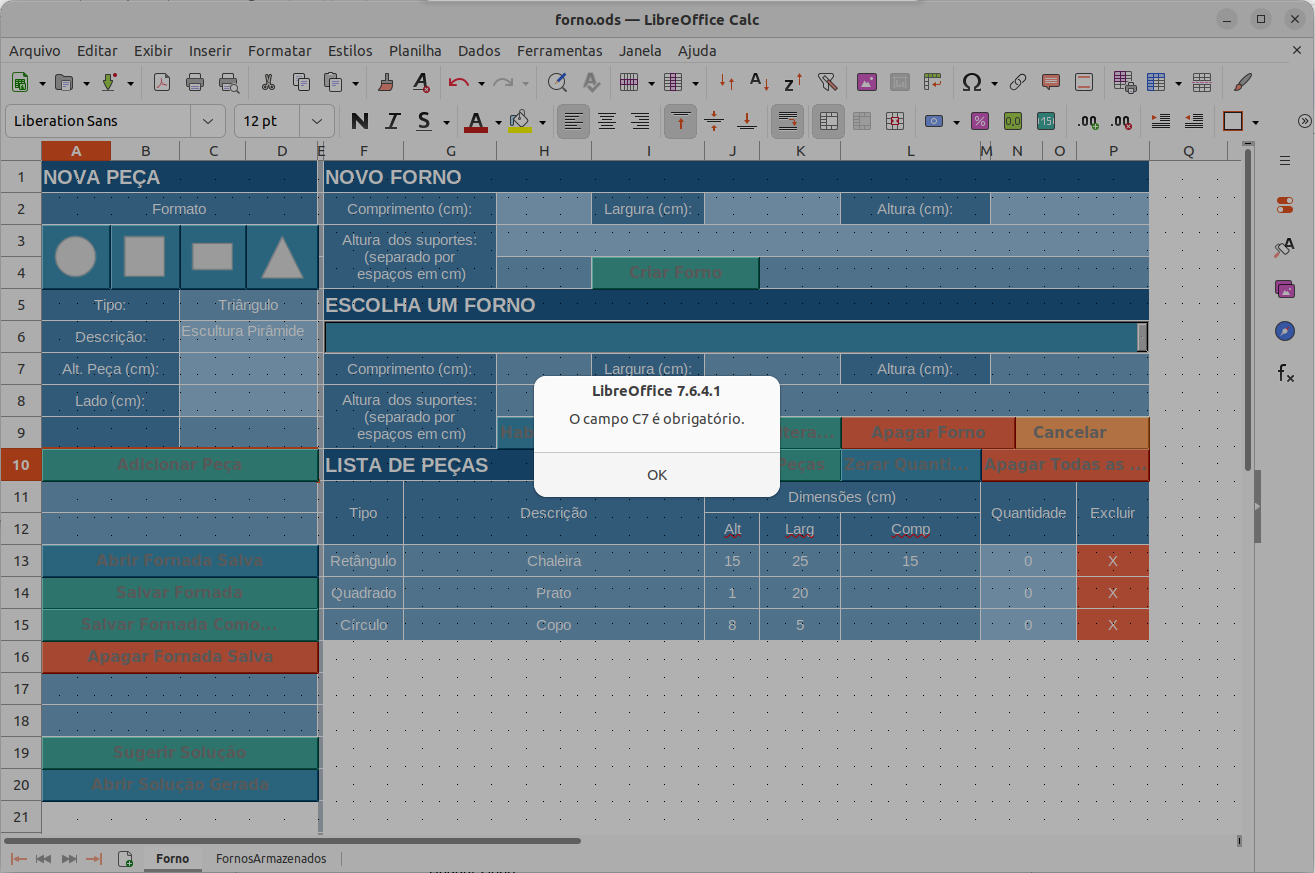 forno.ods — LibreOffice Calc
Arquivo Editar Exibir Inserir Formatar Estilos Planilha Dados Ferramentas Janela Ajuda
Liberation Sans 12 pt N I S A
A B C D E F G H I J K L M N O P Q
1 NOVA PEÇA NOVO FORNO
2 Formato Comprimento (cm): Largura (cm): Altura (cm):
3 Altura dos suportes:
(separado por
4 espaços em cm) Criar Forno
5 Tipo: Triângulo ESCOLHA UM FORNO
6 Descrição: Escultura Pirâmide
7 Alt. Peça (cm): Comprimento (cm): Largura (cm): Altura (cm):
8 Lado (cm): Altura dos suportes:
(separado por
9 espaços em cm) Apagar Forno Cancelar
10 Adicionar Peça LISTA DE PEÇAS Peças Zerar Quanti... Apagar Todas as ...
LibreOffice 7.6.4.1
O campo C7 é obrigatório.
OK
11 Tipo Descrição Dimensões (cm) Quantidade Excluir
12 Alt Larg Comp
13 Abrir Fornada Salva Retângulo Chaleira 15 25 15 0 X
14 Salvar Fornada Quadrado Prato 1 20 0 X
15 Salvar Fornada Como... Círculo Copo 8 5 0 X
16 Apagar Fornada Salva
17
18
19 Sugerir Solução
20 Abrir Solução Gerada
21
Forno FornosArmazenados